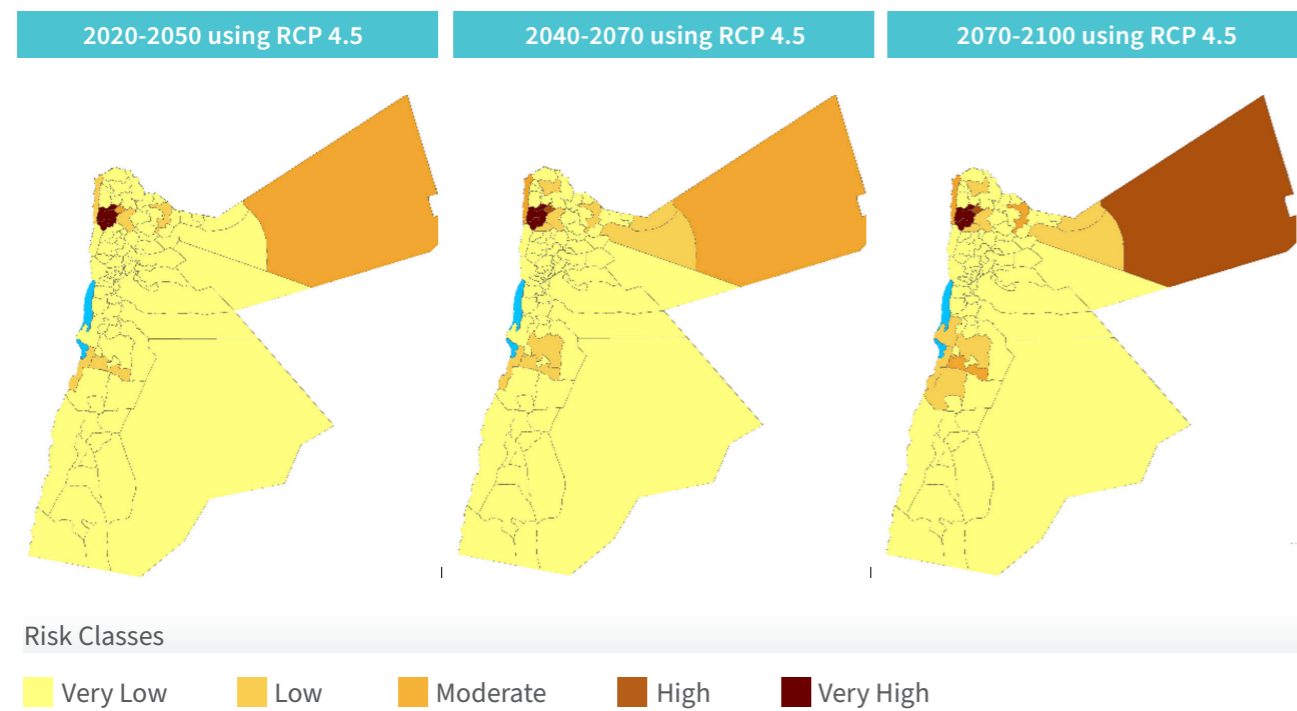 2020-2050 using RCP 4.5
2040-2070 using RCP 4.5
2070-2100 using RCP 4.5
Risk Classes
Very Low
Low
Moderate
High
Very High